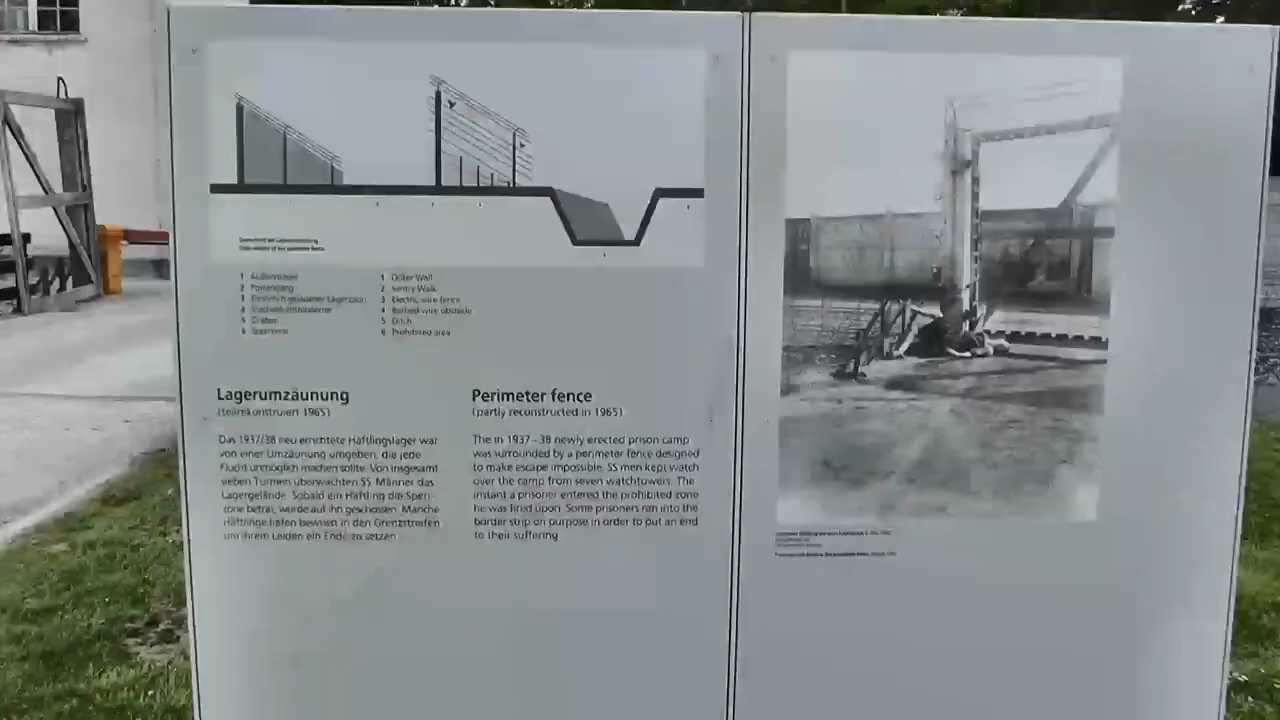 1 Outer Wall
2 Sentry Walk
3 Electric wire fence
4 Barbed wire obstacle
5 Ditch
6 Prohibited area
Lagerumzäunung
(teilrekonstruiert 1965)
Das 1937/38 neu errichtete Häftlingslager war
von einer Umzäunung umgeben, die jede
Flucht unmöglich machen sollte. Von insgesamt
sieben Türmen überwachten SS-Männer das
Lagergelände. Sobald ein Häftling die Sperr-
zone betrat, wurde auf ihn geschossen. Manche
Häftlinge liefen bewusst in den Grenzstreifen
um ihrem Leiden ein Ende zu setzen.
Perimeter fence
(partly reconstructed in 1965)
The in 1937–38 newly erected prison camp
was surrounded by a perimeter fence designed
to make escape impossible. SS men kept watch
over the camp from seven watchtowers. The
instant a prisoner entered the prohibited zone
he was fired upon. Some prisoners ran into the
border strip on purpose in order to put an end
to their suffering.